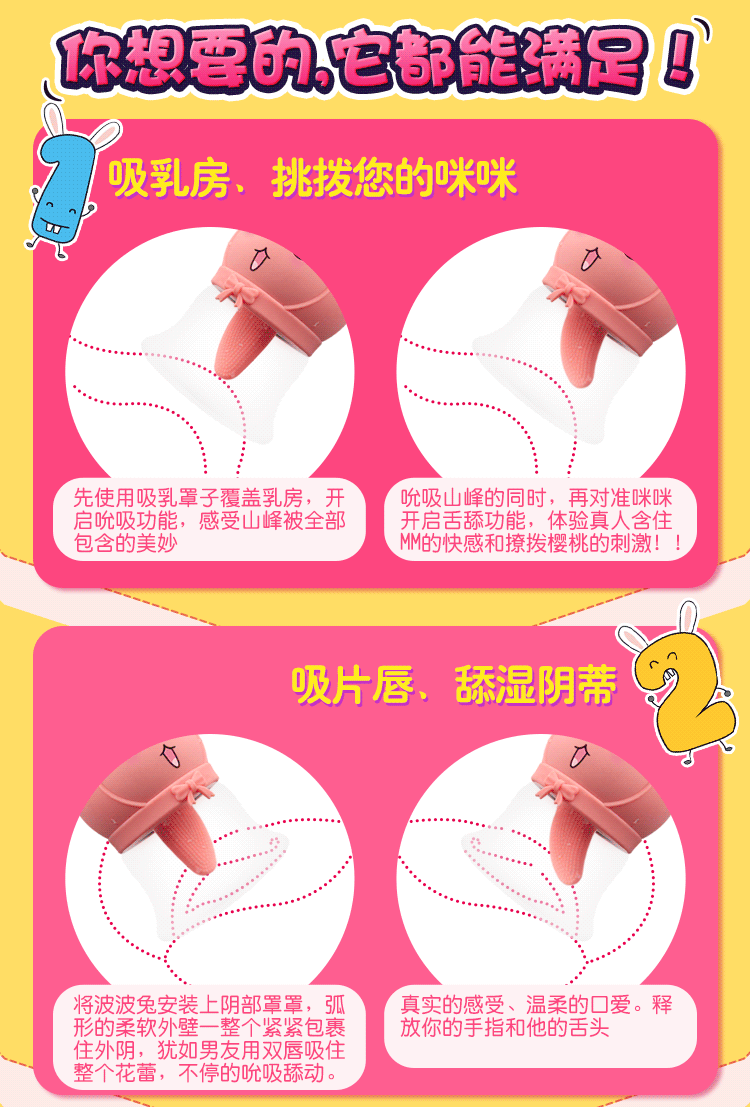 你想要的,它都能满足!
1
吸乳房、挑拨您的咪咪
先使用吸乳罩子覆盖乳房，开
启吮吸功能，感受山峰被全部
包含的美妙
吮吸山峰的同时，再对准咪咪
开启舌舔功能，体验真人含住
MM的快感和撩拨樱桃的刺激！！
2
吸片唇、舔湿阴蒂
将波波兔安装上阴部罩罩，弧
形的柔软外壁一整个紧紧包裹
住外阴，犹如男友用双唇吸住
整个花蕾，不停的吮吸舔动。
真实的感受、温柔的口爱。释
放你的手指和他的舌头